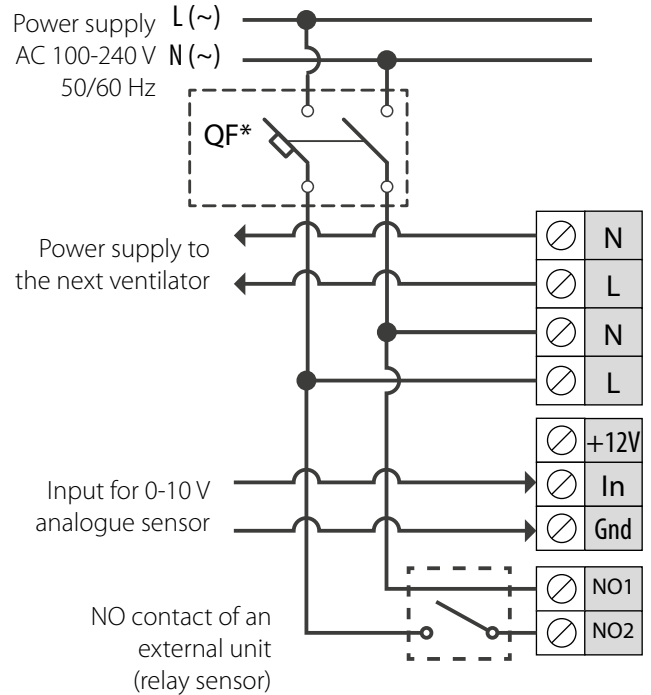 Power supply L (~)
AC 100-240 V N (~)
50/60 Hz
QF*
Power supply to
the next ventilator
N
L
N
L
+12V
Input for 0-10 V
analogue sensor
In
Gnd
NO1
NO2
NO contact of an
external unit
(relay sensor)